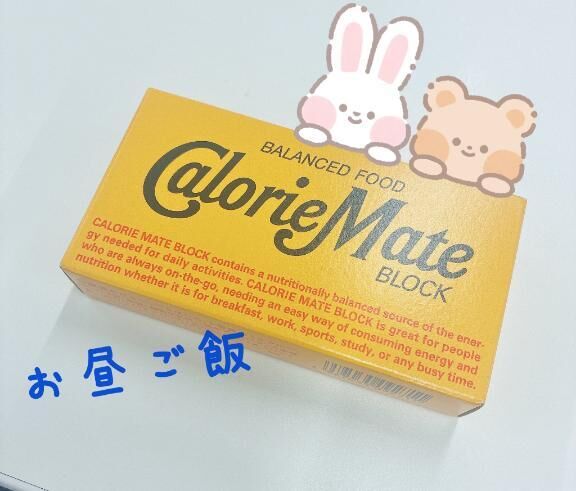 BALANCED FOOD
CalorieMate
BLOCK
CALORIE MATE BLOCK contains a nutritionally balanced source of the ener-
gy needed for daily activities. CALORIE MATE BLOCK is great for people
who are always on-the-go, needing an easy way of consuming energy and
nutrition whether it is for breakfast, work, sports, study, or any busy time.
お昼ご飯